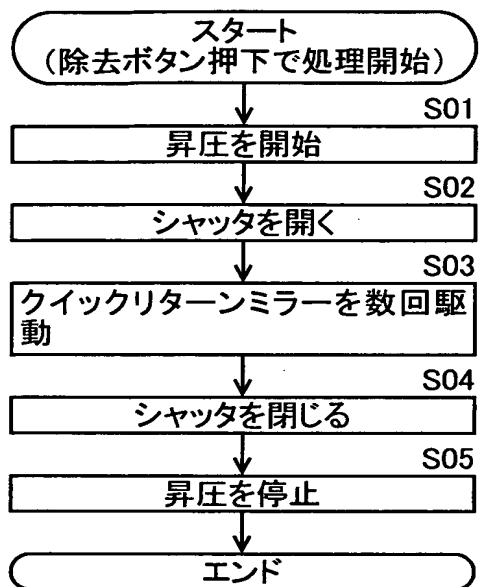 スタート
(除去ボタン押下で処理開始)
S01
昇圧を開始
S02
シャッタを開く
S03
クイックリターンミラーを数回駆
動
S04
シャッタを閉じる
S05
昇圧を停止
エンド